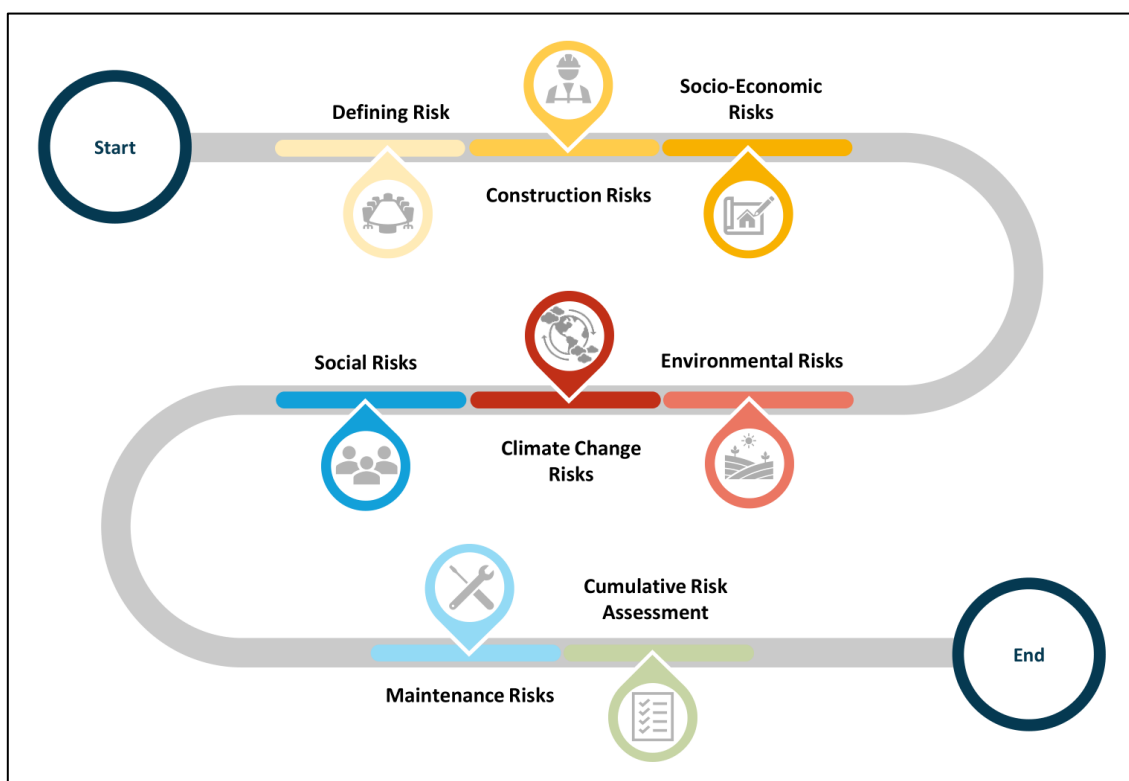 Start
Defining Risk
Construction Risks
Socio-Economic
Risks
Environmental Risks
Climate Change
Risks
Social Risks
Maintenance Risks
Cumulative Risk
Assessment
End